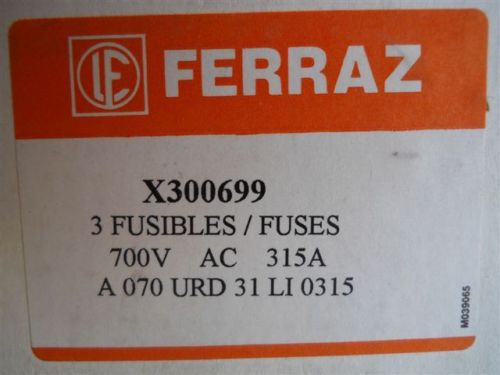 FERRAZ
X300699
3 FUSIBLES / FUSES
700V AC 315A
A 070 URD 31 LI 0315
M039065